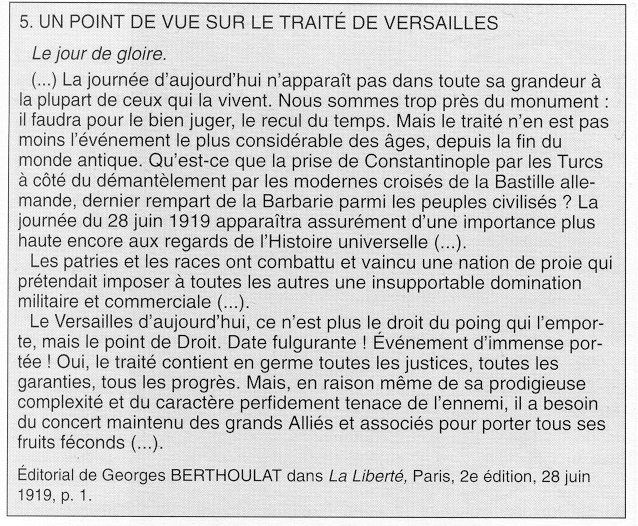 5. UN POINT DE VUE SUR LE TRAITÉ DE VERSAILLES
Le jour de gloire.
(...) La journée d'aujourd'hui n'apparaît pas dans toute sa grandeur à
la plupart de ceux qui la vivent. Nous sommes trop près du monument :
il faudra pour le bien juger, le recul du temps. Mais le traité n'en est pas
moins l'événement le plus considérable des âges, depuis la fin du
monde antique. Qu'est-ce que la prise de Constantinople par les Turcs
à côté du démantèlement par les modernes croisés de la Bastille alle-
mande, dernier rempart de la Barbarie parmi les peuples civilisés ? La
journée du 28 juin 1919 apparaîtra assurément d'une importance plus
haute encore aux regards de l'Histoire universelle (...).
Les patries et les races ont combattu et vaincu une nation de proie qui
prétendait imposer à toutes les autres une insupportable domination
militaire et commerciale (...).
Le Versailles d'aujourd'hui, ce n'est plus le droit du poing qui l'empor-
te, mais le point de Droit. Date fulgurante ! Événement d'immense por-
tée ! Oui, le traité contient en germe toutes les justices, toutes les
garanties, tous les progrès. Mais, en raison même de sa prodigieuse
complexité et du caractère perfidement tenace de l'ennemi, il a besoin
du concert maintenu des grands Alliés et associés pour porter tous ses
fruits féconds (...).
Éditorial de Georges BERTHOULAT dans La Liberté, Paris, 2e édition, 28 juin
1919, p. 1.